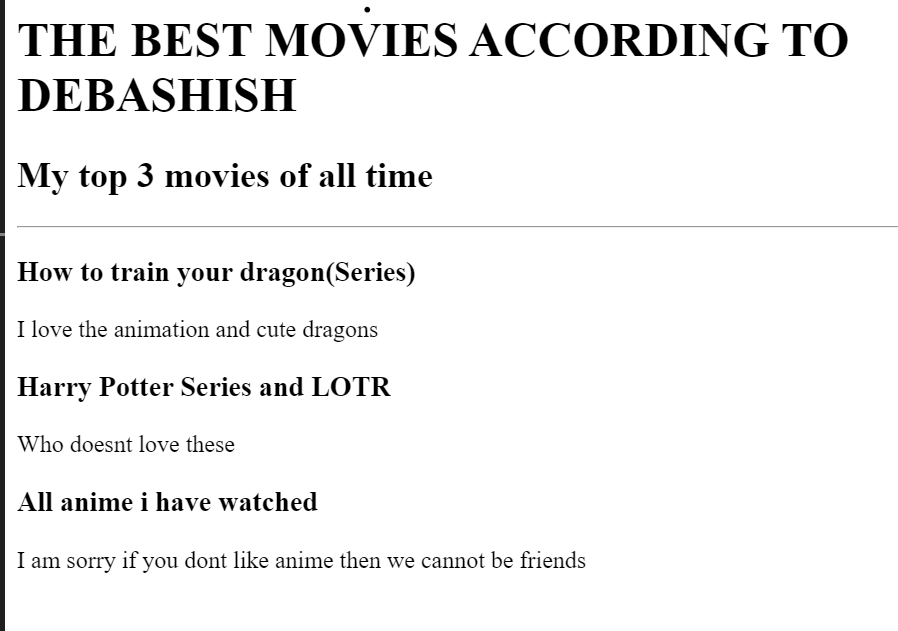 THE BEST MOVIES ACCORDING TO
DEBASHISH
My top 3 movies of all time
How to train your dragon(Series)
I love the animation and cute dragons
Harry Potter Series and LOTR
Who doesnt love these
All anime i have watched
I am sorry if you dont like anime then we cannot be friends